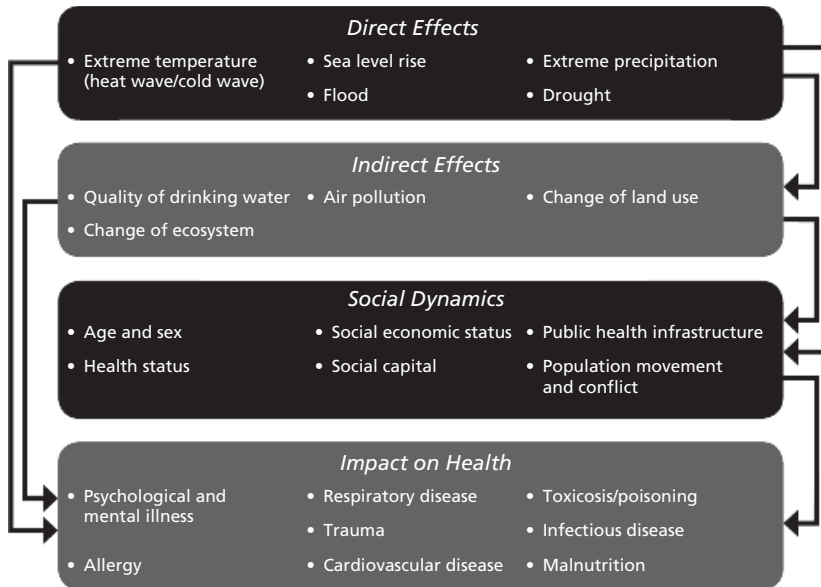 Direct Effects
• Extreme temperature
(heat wave/cold wave)
• Sea level rise
• Flood
• Extreme precipitation
• Drought
Indirect Effects
• Quality of drinking water
• Change of ecosystem
• Air pollution
• Change of land use
Social Dynamics
• Age and sex
• Health status
• Social economic status
• Social capital
• Public health infrastructure
• Population movement
and conflict
Impact on Health
• Psychological and
mental illness
• Allergy
• Respiratory disease
• Trauma
• Cardiovascular disease
• Toxicosis/poisoning
• Infectious disease
• Malnutrition